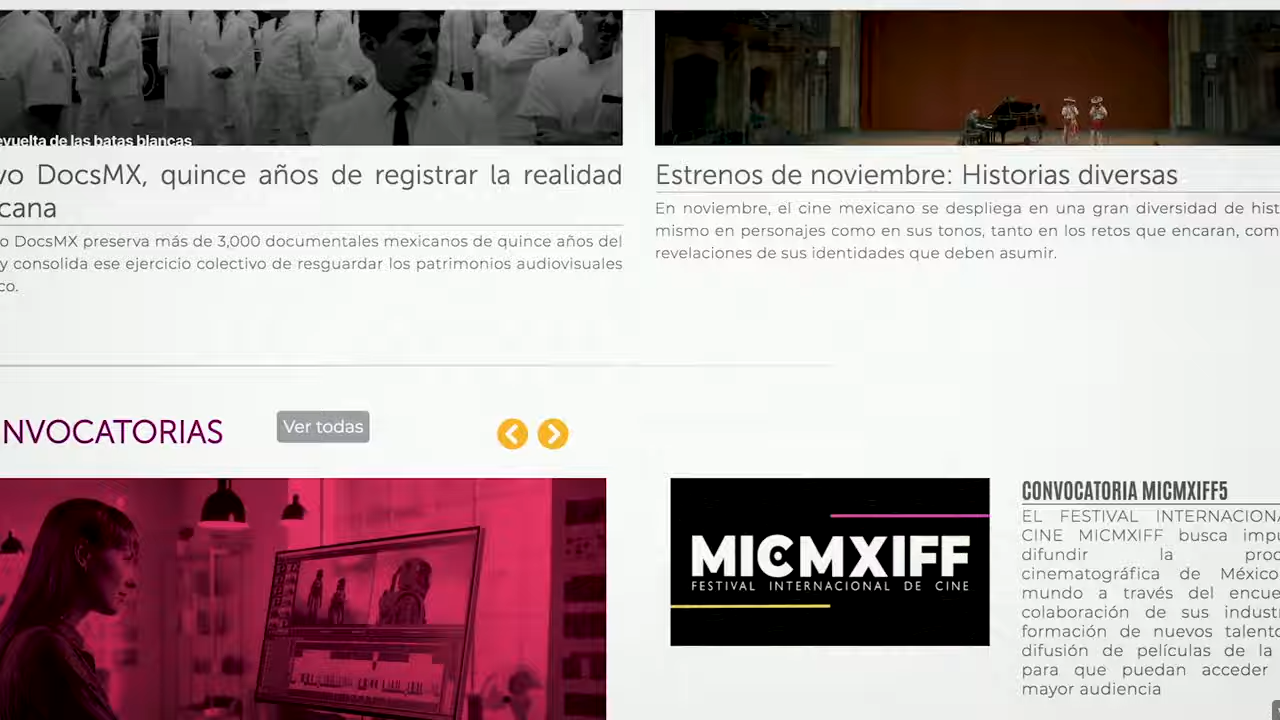 evuelta de las batas blancas
vo DocsMX, quince años de registrar la realidad
cana
o DocsMX preserva más de 3,000 documentales mexicanos de quince años del
y consolida ese ejercicio colectivo de resguardar los patrimonios audiovisuales
co.
Estrenos de noviembre: Historias diversas
En noviembre, el cine mexicano se despliega en una gran diversidad de hist
mismo en personajes como en sus tonos, tanto en los retos que encaran, com
revelaciones de sus identidades que deben asumir.
NVOCATORIAS
Ver todas
MICMXIFF
FESTIVAL INTERNACIONAL DE CINE
CONVOCATORIA MICMXIFF5
EL FESTIVAL INTERNACIONA
CINE MICMXIFF busca impu
difundir la proc
cinematográfica de México
mundo a través del encue
colaboración de sus indust
formación de nuevos talento
difusión de películas de la
para que puedan acceder
mayor audiencia